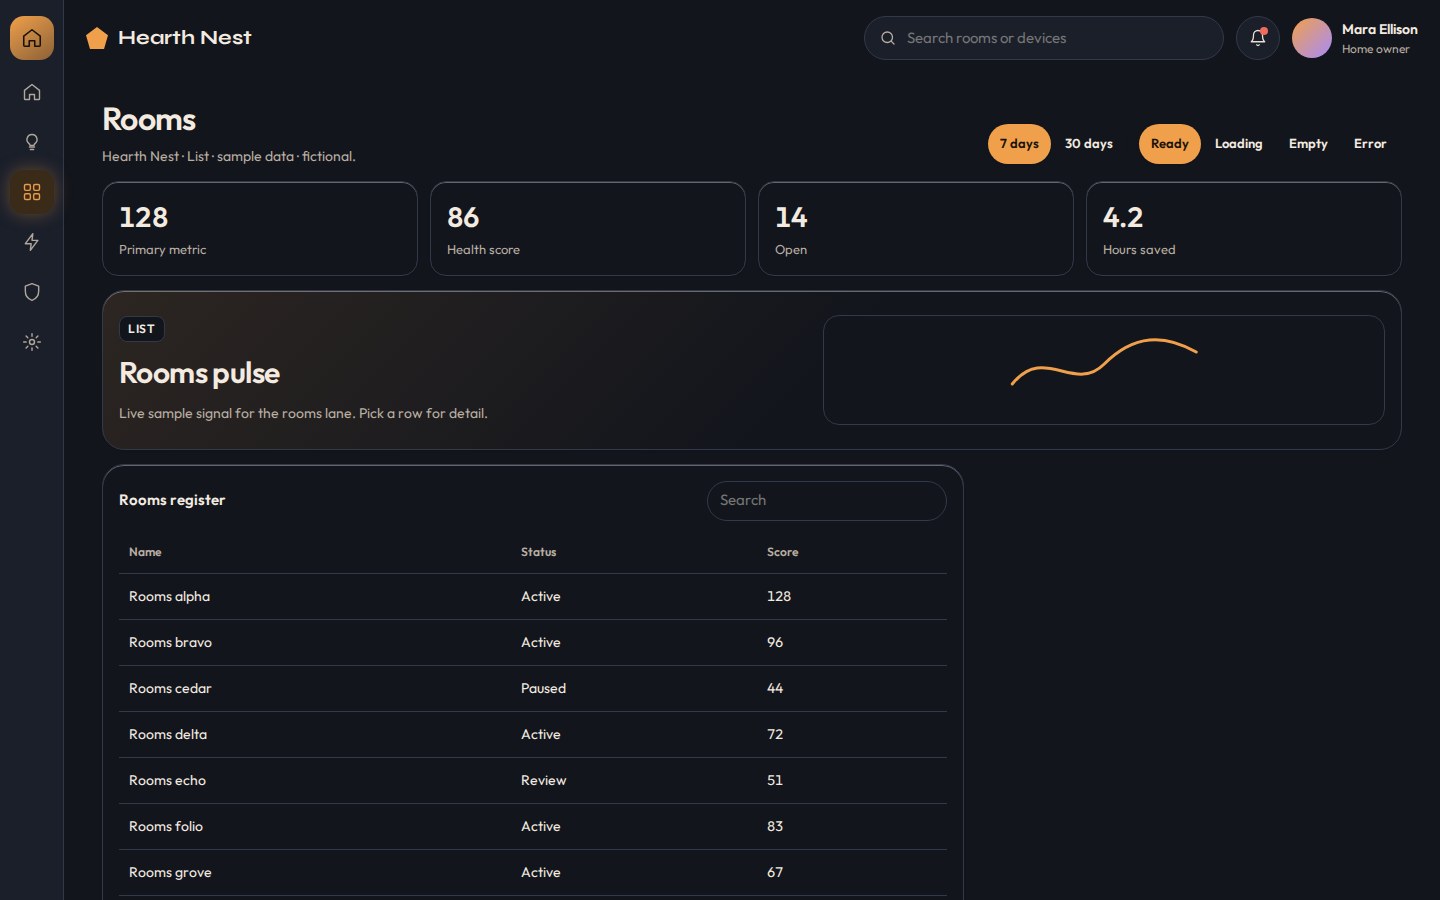 Hearth Nest
Search rooms or devices
Mara Ellison
Home owner
Rooms
Hearth Nest · List · sample data · fictional.
7 days
30 days
Ready
Loading
Empty
Error
128
Primary metric
86
Health score
14
Open
4.2
Hours saved
LIST
Rooms pulse
Live sample signal for the rooms lane. Pick a row for detail.
Rooms register
Search
Name Status Score
Rooms alpha Active 128
Rooms bravo Active 96
Rooms cedar Paused 44
Rooms delta Active 72
Rooms echo Review 51
Rooms folio Active 83
Rooms grove Active 67